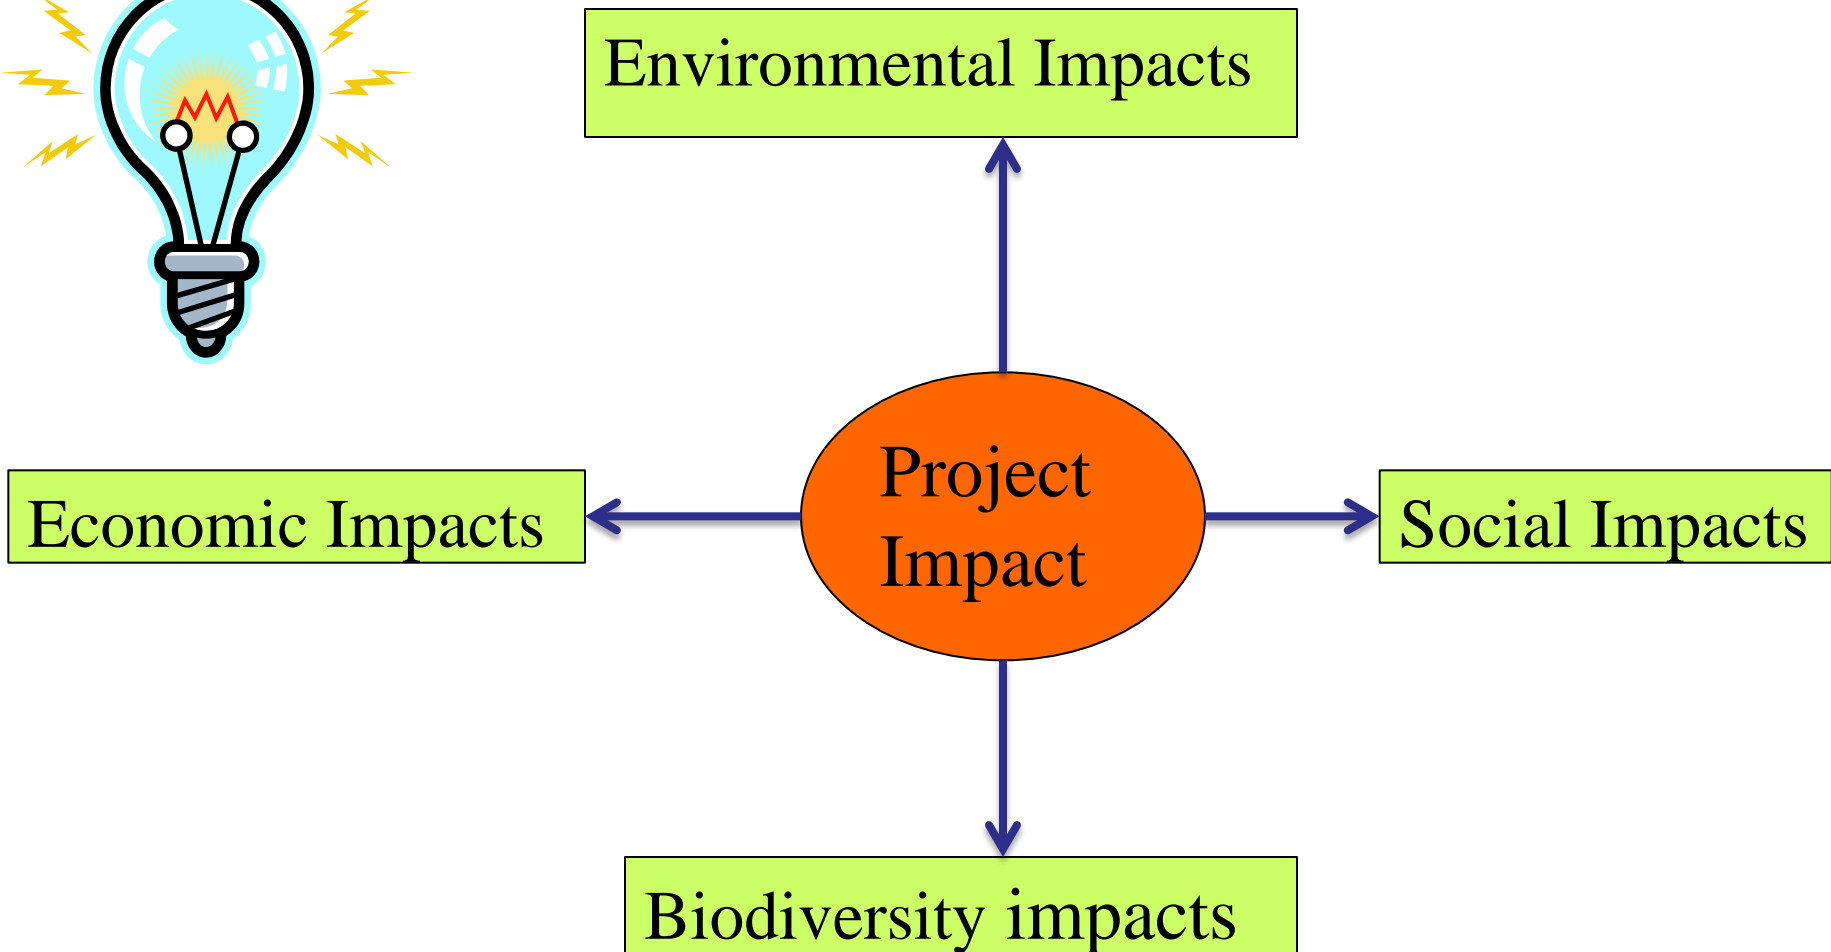 Environmental Impacts
Project
Impact
Economic Impacts
Social Impacts
Biodiversity impacts